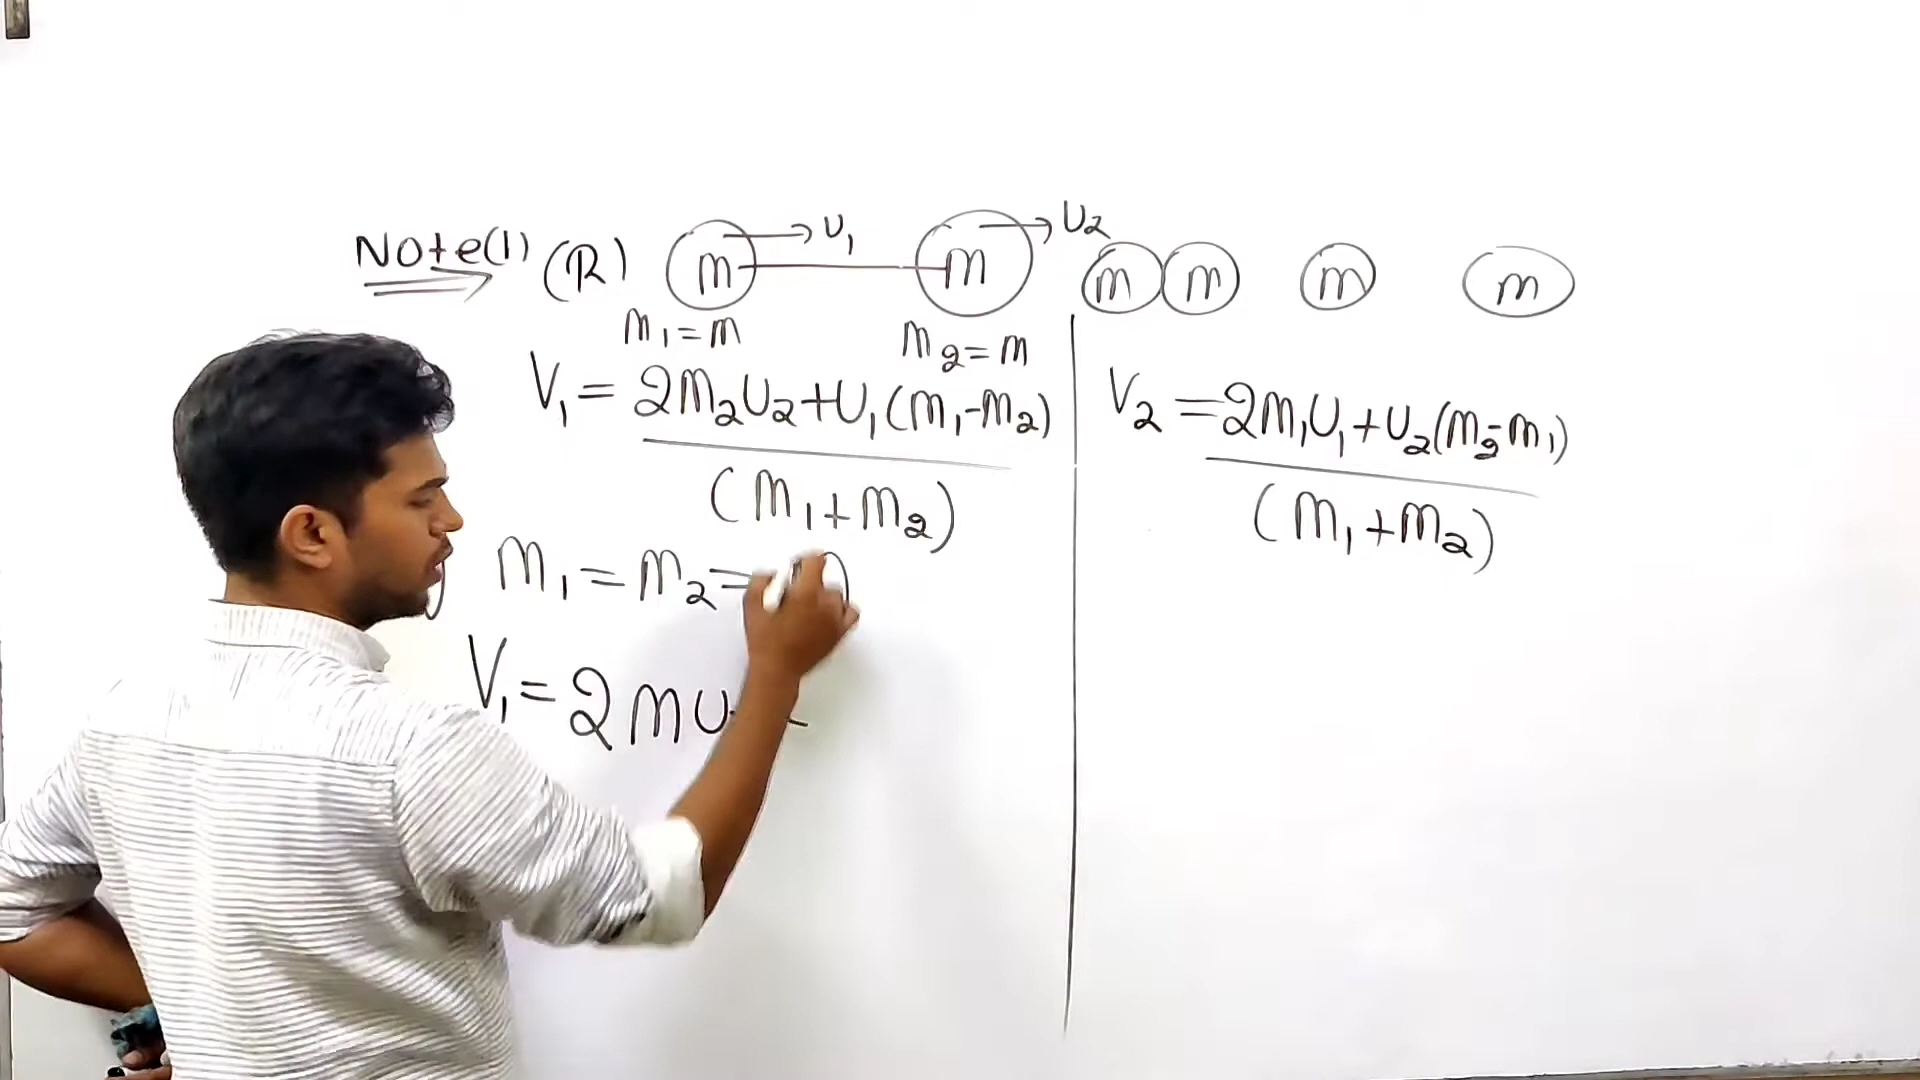 Note(1) (R) m → U₁ m → U₂ m m m m
m₁=m m₂=m
V₁ = 2m₂U₂+U₁(m₁-m₂)
(m₁+m₂)
V₂ = 2m₁U₁+U₂(m₂-m₁)
(m₁+m₂)
m₁=m₂=
V₁=2mu